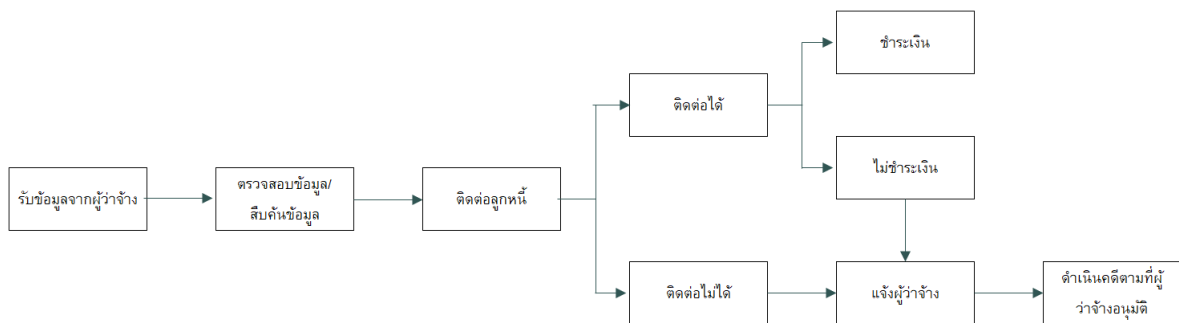 รับข้อมูลจากผู้ว่าจ้าง
ตรวจสอบข้อมูล/
สืบค้นข้อมูล
ติดต่อลูกหนี้
ติดต่อได้
ชำระเงิน
ไม่ชำระเงิน
ติดต่อไม่ได้
แจ้งผู้ว่าจ้าง
ดำเนินคดีตามที่ผู้
ว่าจ้างอนุมัติ